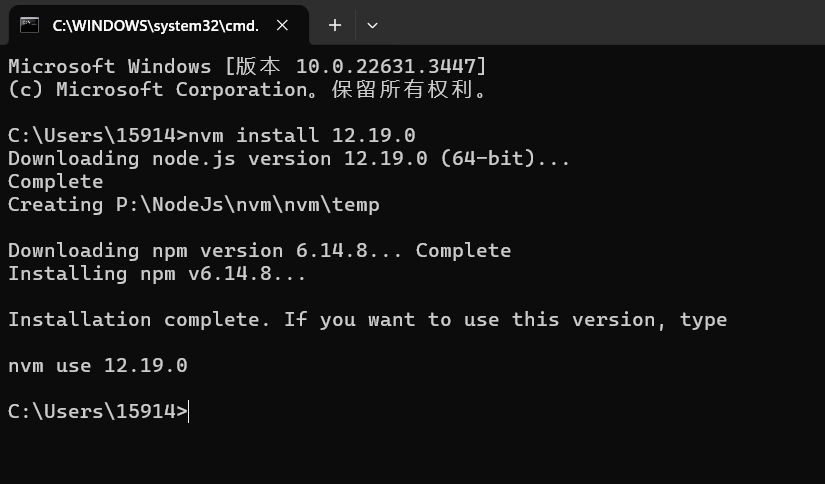 C:\WINDOWS\system32\cmd.
Microsoft Windows [版本 10.0.22631.3447]
(c) Microsoft Corporation。保留所有权利。
C:\Users\15914>nvm install 12.19.0
Downloading node.js version 12.19.0 (64-bit)...
Complete
Creating P:\NodeJs\nvm\nvm\temp
Downloading npm version 6.14.8... Complete
Installing npm v6.14.8...
Installation complete. If you want to use this version, type
nvm use 12.19.0
C:\Users\15914>